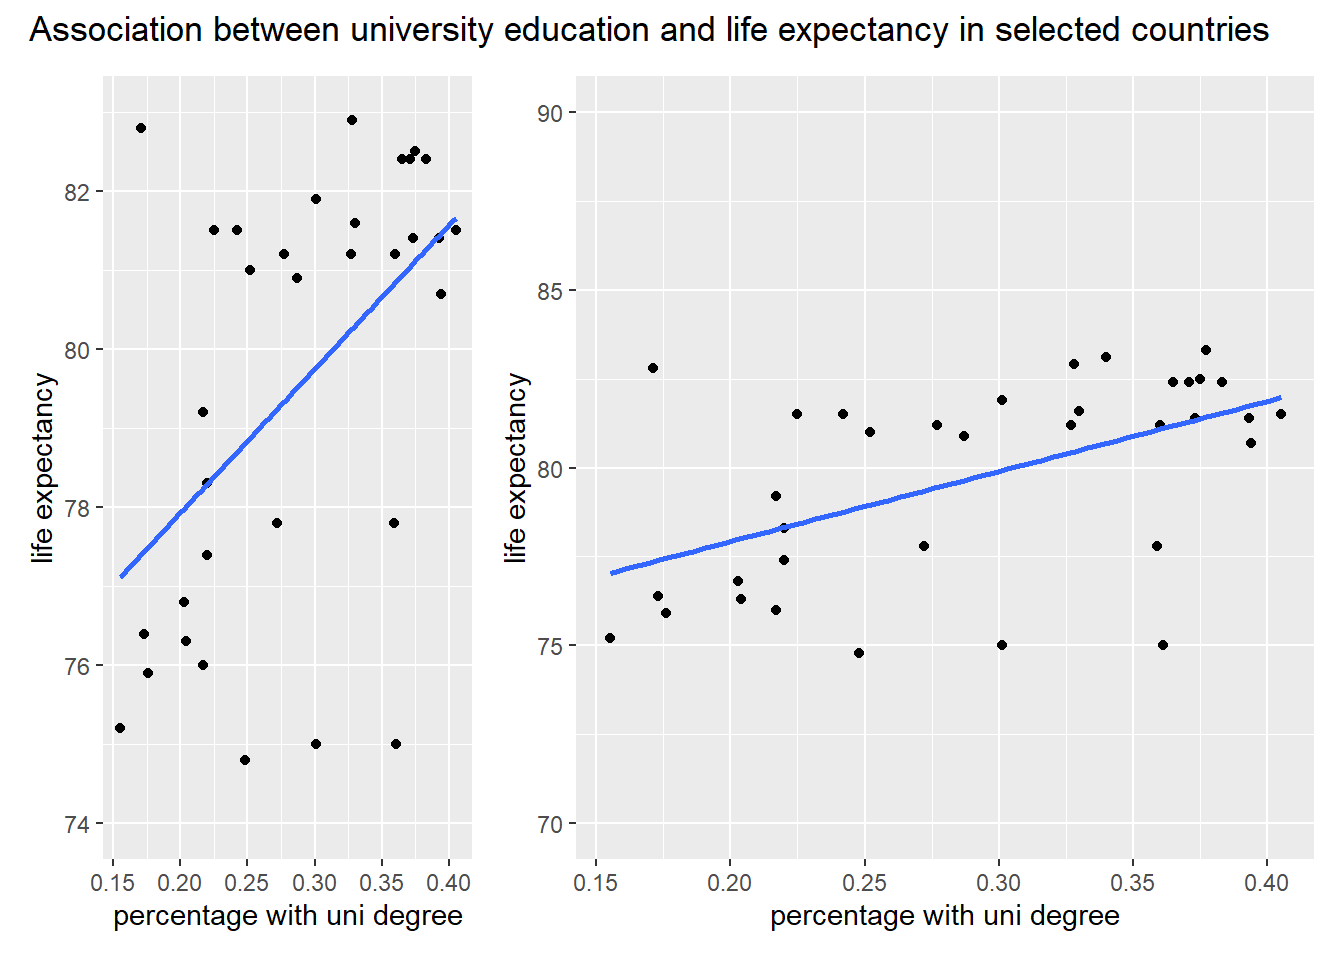 Association between university education and life expectancy in selected countries
life expectancy
82
80
78
76
74
0.15 0.20 0.25 0.30 0.35 0.40
percentage with uni degree
life expectancy
90
85
80
75
70
0.15 0.20 0.25 0.30 0.35 0.40
percentage with uni degree